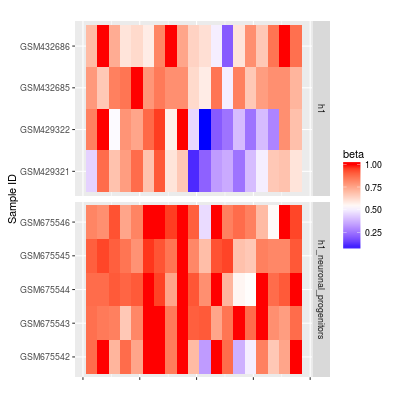 Sample ID
GSM432686
GSM432685
GSM429322
GSM429321
h1
GSM675546
GSM675545
GSM675544
GSM675543
GSM675542
h1_neuronal_progenitors
beta
1.00
0.75
0.50
0.25